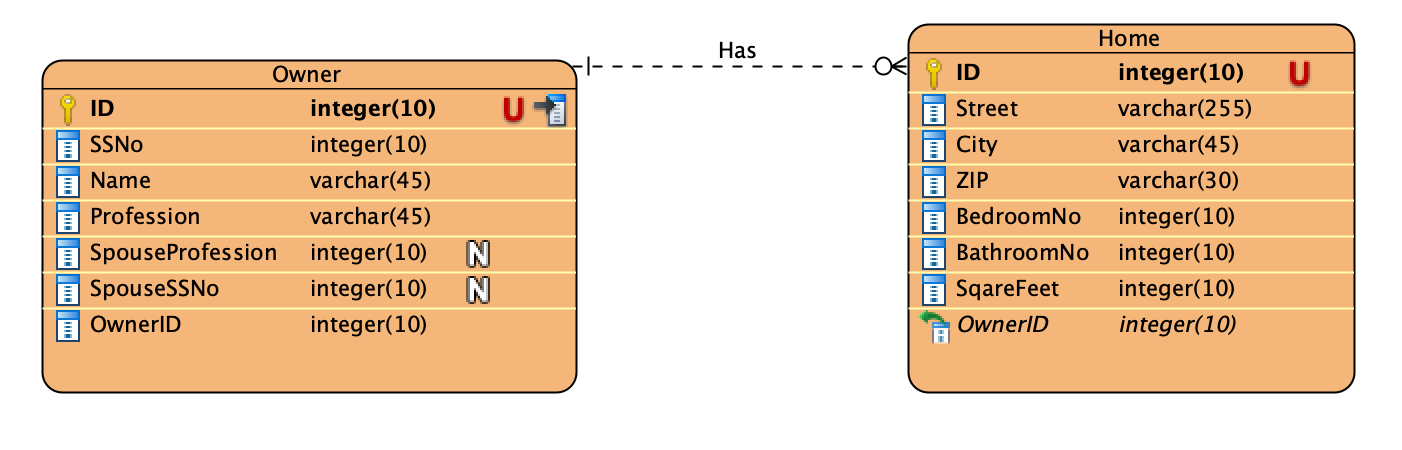 Has
Owner
ID integer(10) U
SSNo integer(10)
Name varchar(45)
Profession varchar(45)
SpouseProfession integer(10) N
SpouseSSNo integer(10) N
OwnerID integer(10)
Home
ID integer(10) U
Street varchar(255)
City varchar(45)
ZIP varchar(30)
BedroomNo integer(10)
BathroomNo integer(10)
SqareFeet integer(10)
OwnerID integer(10)